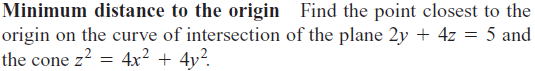 Minimum distance to the origin Find the point closest to the
origin on the curve of intersection of the plane 2y + 4z = 5 and
the cone z² = 4x² + 4y².